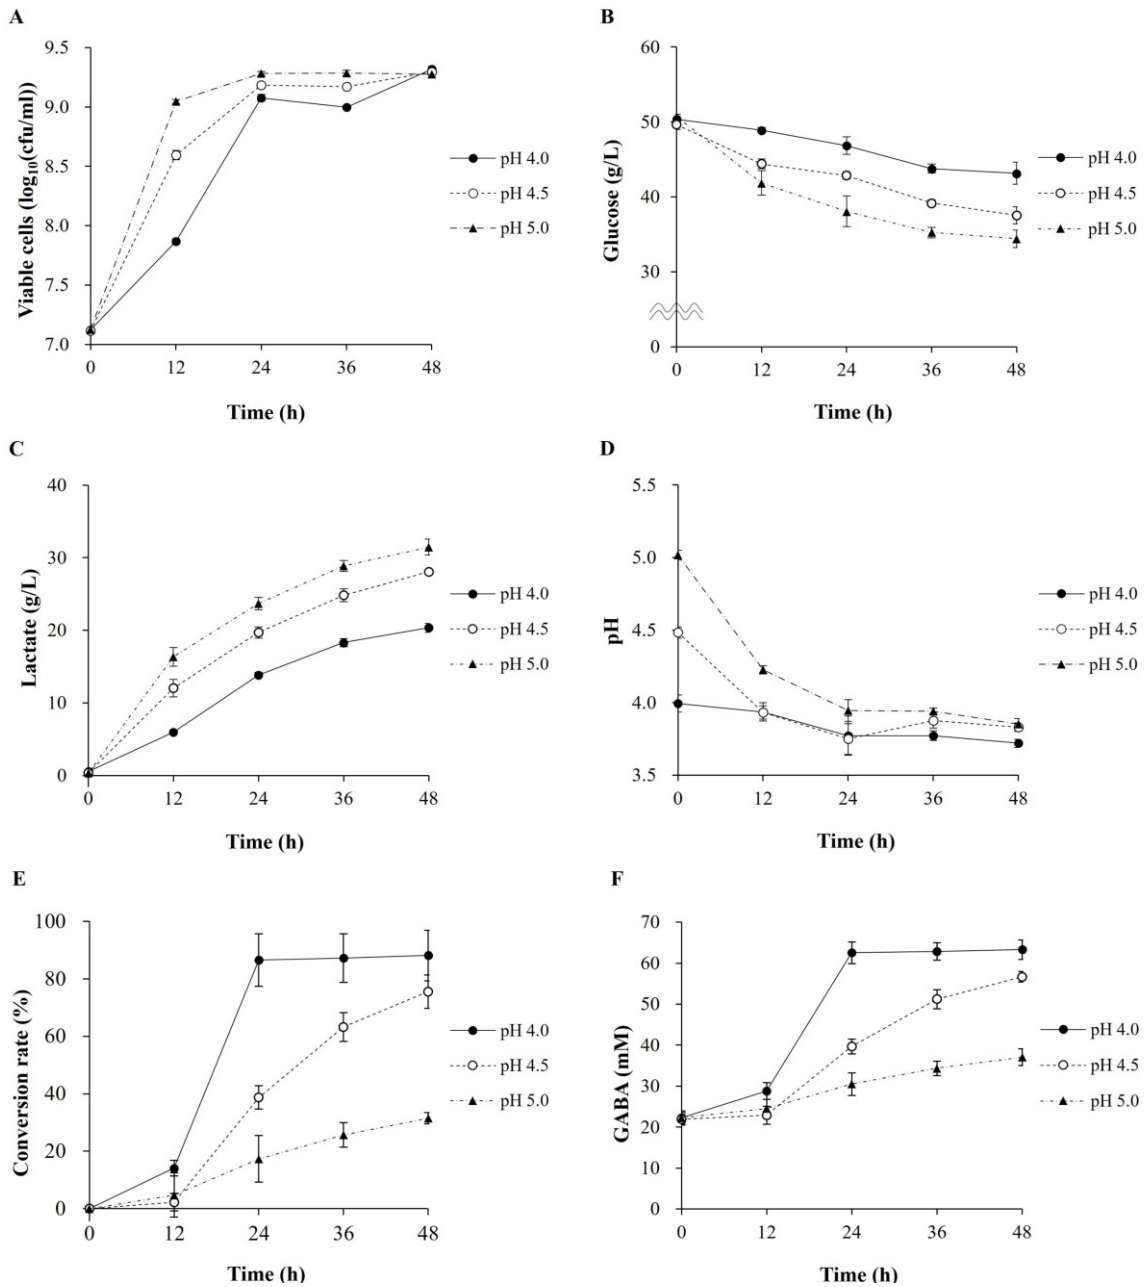 A
Viable cells (log10(cfu/ml))
9.5
9.0
8.5
8.0
7.5
7.0
0 12 24 36 48
Time (h)
pH 4.0
pH 4.5
pH 5.0
B
Glucose (g/L)
60
50
40
30
0
0 12 24 36 48
Time (h)
pH 4.0
pH 4.5
pH 5.0
C
Lactate (g/L)
40
30
20
10
0
0 12 24 36 48
Time (h)
pH 4.0
pH 4.5
pH 5.0
D
pH
5.5
5.0
4.5
4.0
3.5
0 12 24 36 48
Time (h)
pH 4.0
pH 4.5
pH 5.0
E
Conversion rate (%)
100
80
60
40
20
0
0 12 24 36 48
Time (h)
pH 4.0
pH 4.5
pH 5.0
F
GABA (mM)
70
60
50
40
30
20
10
0
0 12 24 36 48
Time (h)
pH 4.0
pH 4.5
pH 5.0